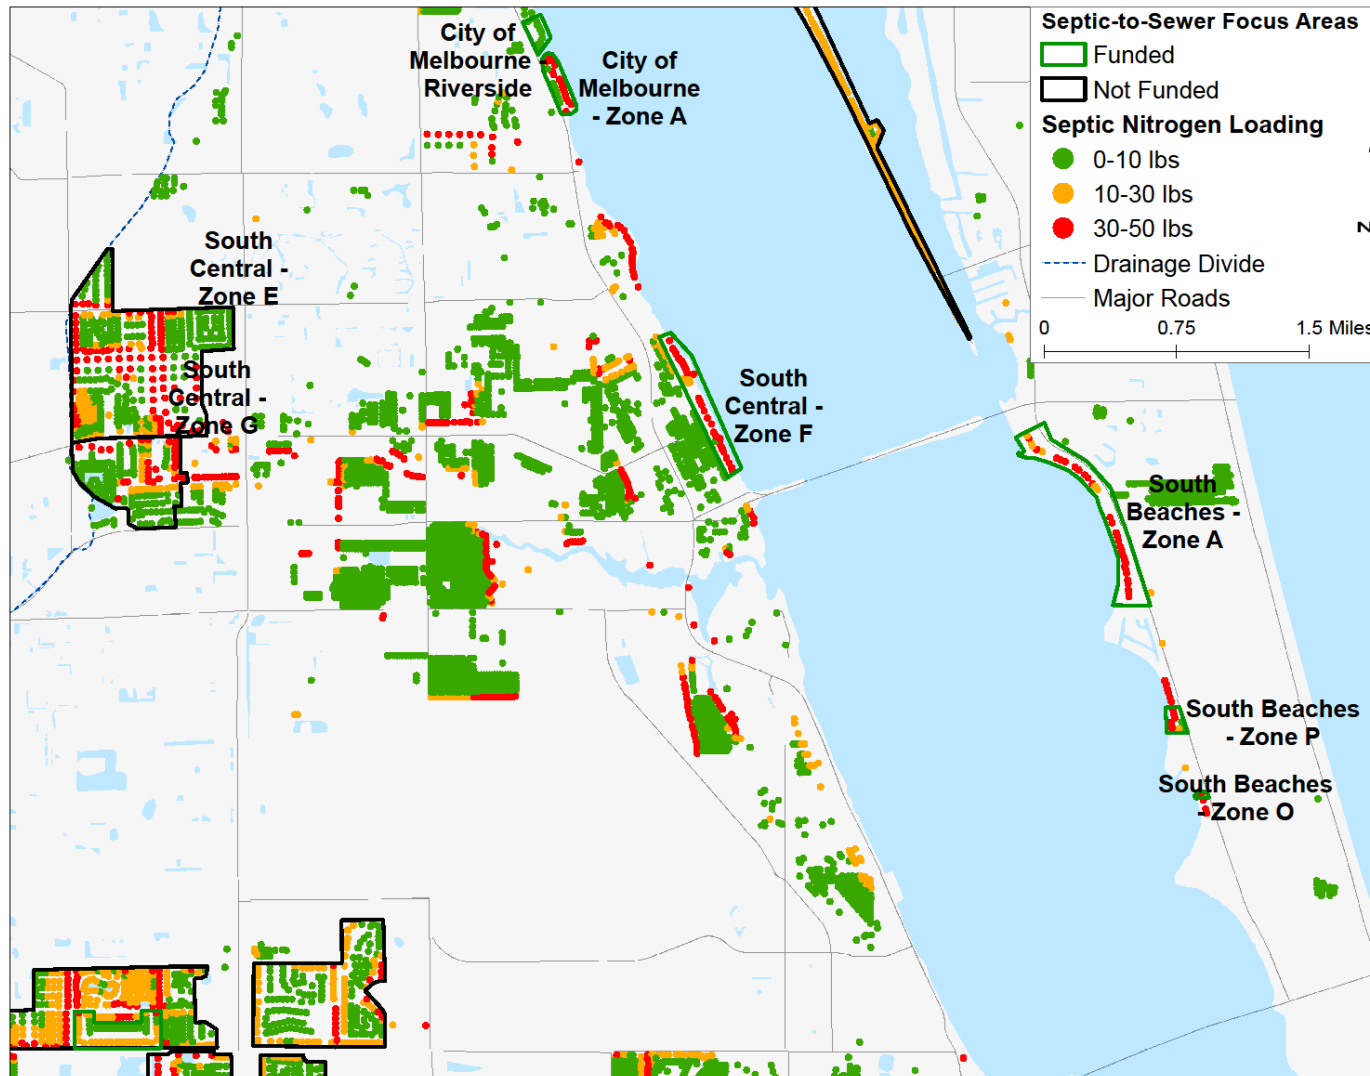 City of
Melbourne -
Riverside
City of
Melbourne
- Zone A
South
Central -
Zone E
South
Central -
Zone G
South
Central -
Zone F
South
Beaches -
Zone A
South Beaches
- Zone P
South Beaches
- Zone O
Septic-to-Sewer Focus Areas
Funded
Not Funded
Septic Nitrogen Loading
0-10 lbs
10-30 lbs
30-50 lbs
Drainage Divide
Major Roads
0 0.75 1.5 Miles